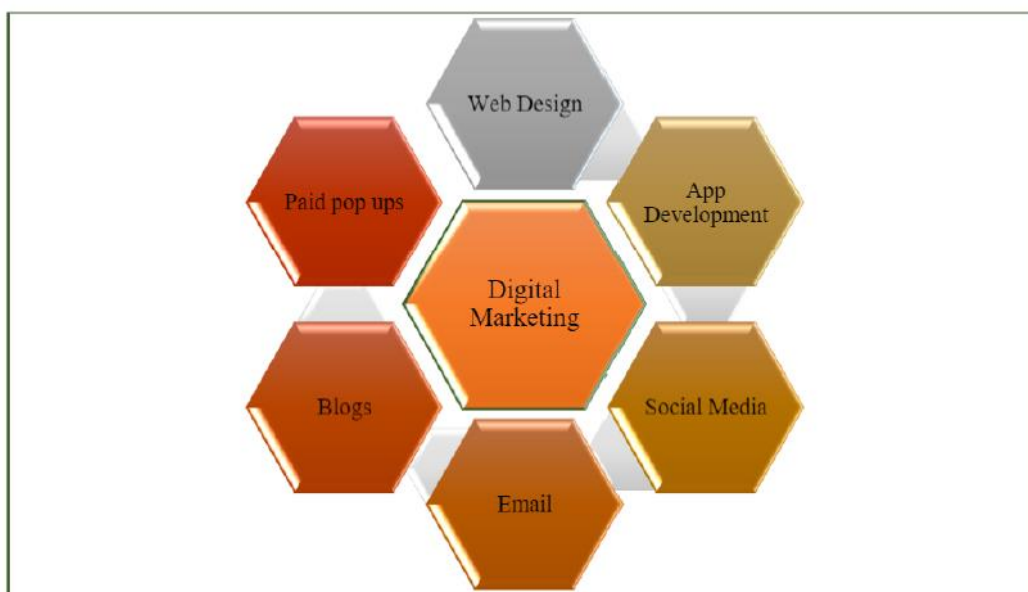 Web Design
Paid pop ups
App
Development
Digital
Marketing
Blogs
Social Media
Email